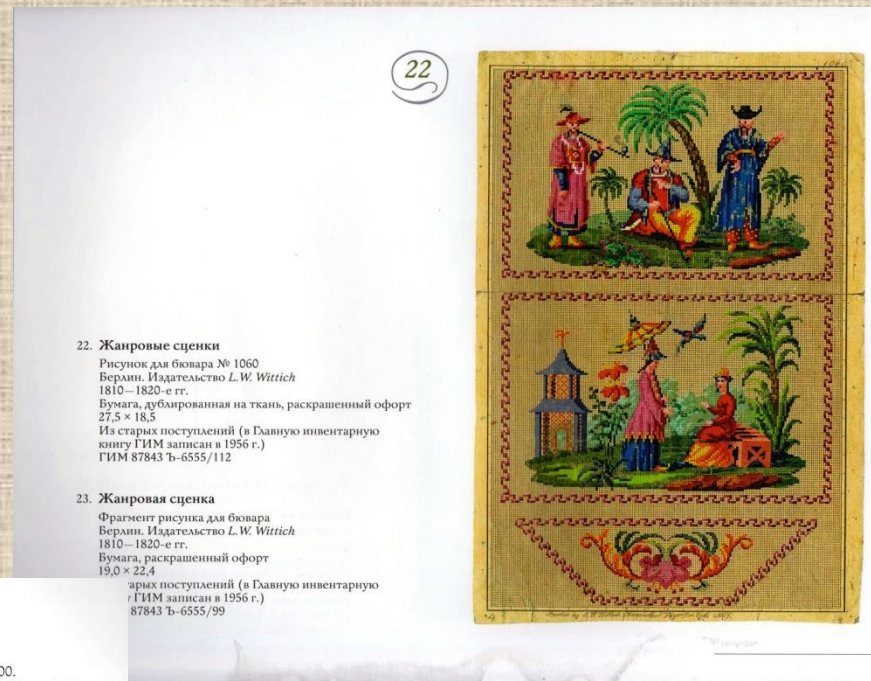 22
22. Жанровые сценки
Рисунок для бювара № 1060
Берлин. Издательство L.W. Wittich
1810—1820-е гг.
Бумага, дублированная на ткань, раскрашенный офорт
27,5 × 18,5
Из старых поступлений (в Главную инвентарную
книгу ГИМ записан в 1956 г.)
ГИМ 87843 Ъ-6555/112
23. Жанровая сценка
Фрагмент рисунка для бювара
Берлин. Издательство L.W. Wittich
1810—1820-е гг.
Бумага, раскрашенный офорт
19,0 × 22,4
старых поступлений (в Главную инвентарную
ГИМ записан в 1956 г.)
87843 Ъ-6555/99
00.